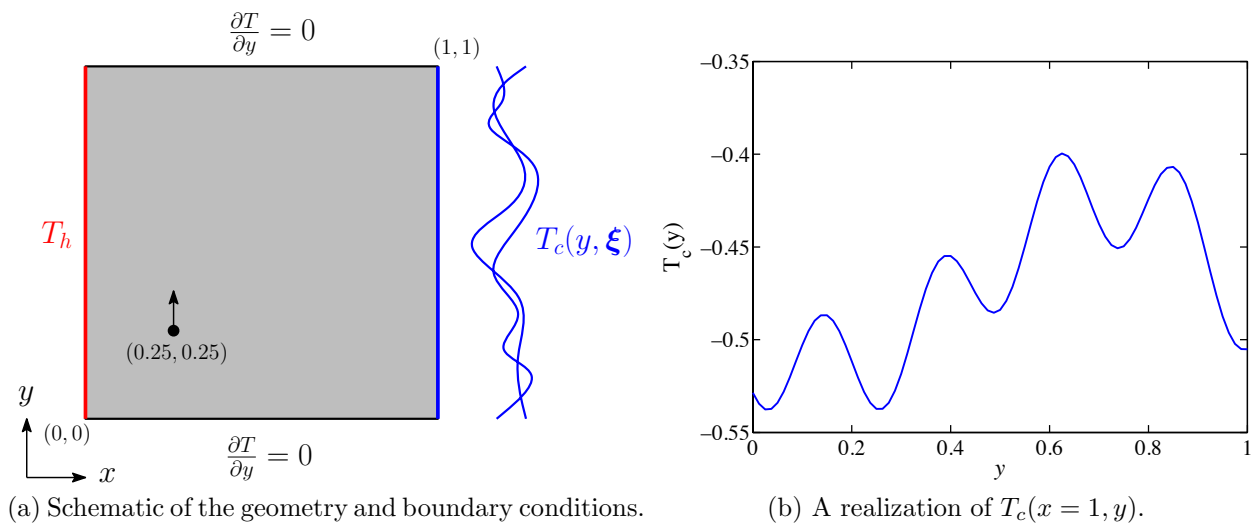 ∂T/∂y = 0
(1, 1)
T_h
T_c(y, ξ)
(0.25, 0.25)
y
(0, 0)
x
∂T/∂y = 0
(a) Schematic of the geometry and boundary conditions.
−0.35
−0.4
−0.45
−0.5
−0.55
T_c(y)
0
0.2
0.4
0.6
0.8
1
y
(b) A realization of T_c(x = 1, y).